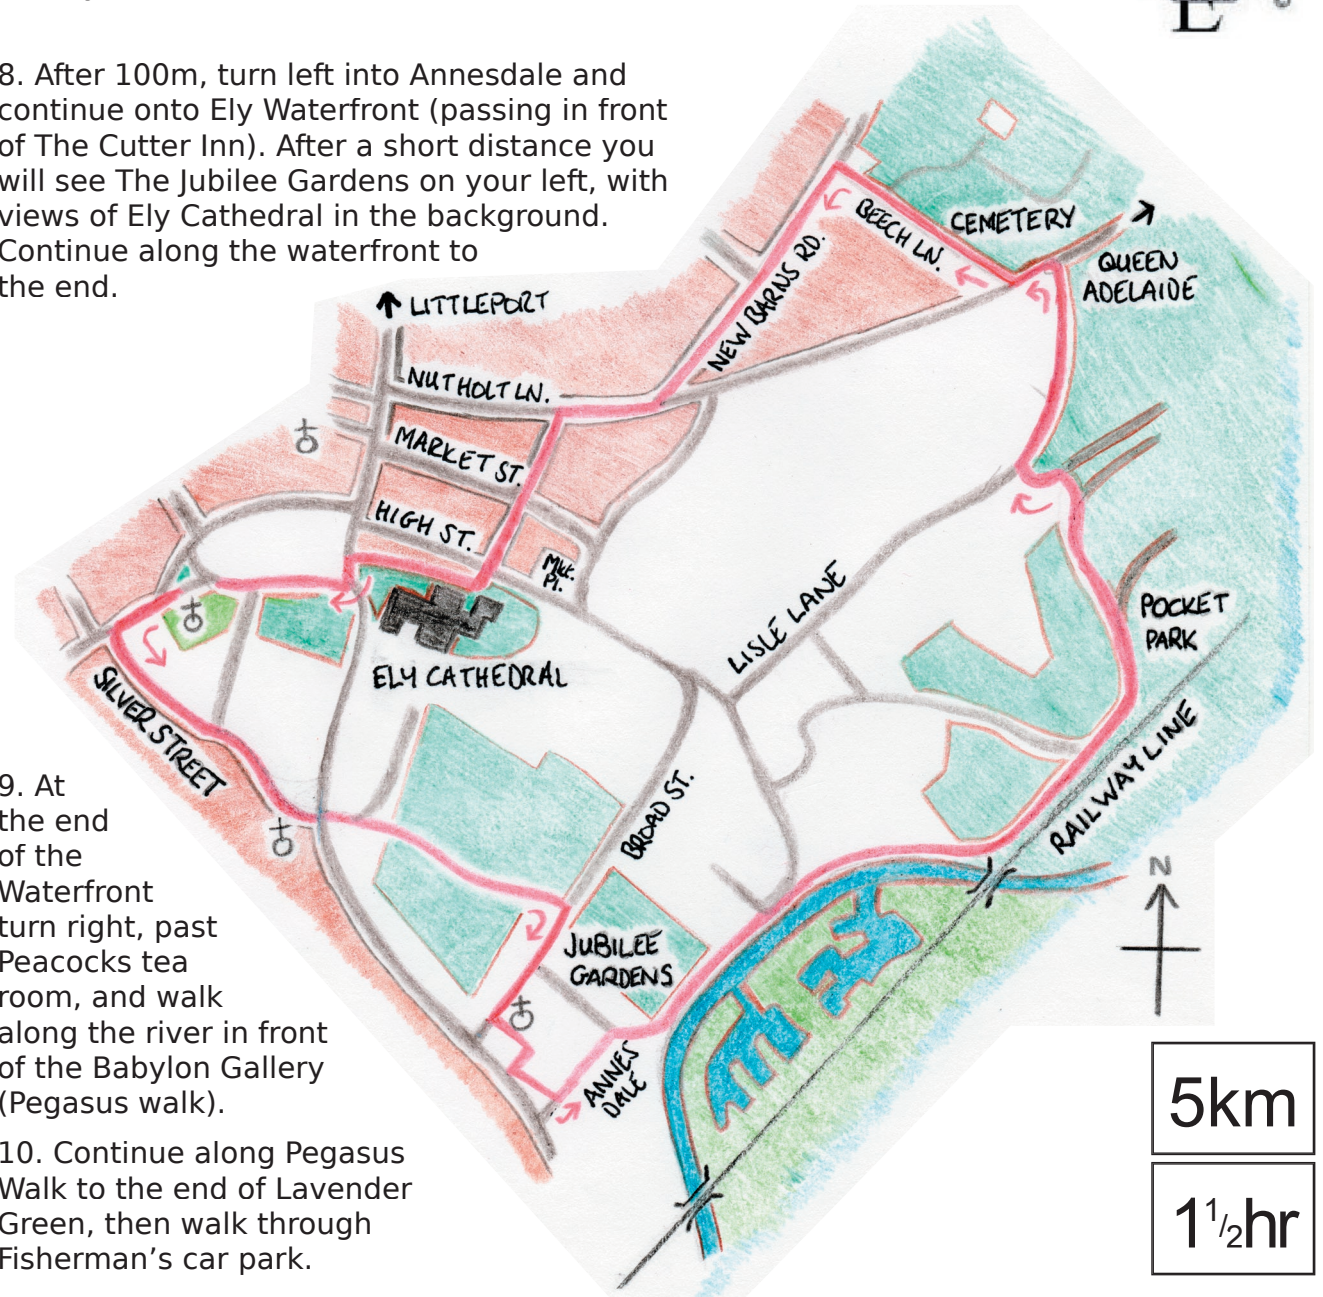 E
8. After 100m, turn left into Annesdale and
continue onto Ely Waterfront (passing in front
of The Cutter Inn). After a short distance you
will see The Jubilee Gardens on your left, with
views of Ely Cathedral in the background.
Continue along the waterfront to
the end.
CEMETERY
BEECH LN.
QUEEN
ADELAIDE
NEW BARNS RD.
LITTLEPORT
NUTHOLT LN.
MARKET ST.
HIGH ST.
MKt.
Pl.
ELY CATHEDRAL
LISLE LANE
POCKET
PARK
SILVER STREET
RAILWAY LINE
BROAD ST.
JUBILEE
GARDENS
ANNES
DALE
N
9. At
the end
of the
Waterfront
turn right, past
Peacocks tea
room, and walk
along the river in front
of the Babylon Gallery
(Pegasus walk).
10. Continue along Pegasus
Walk to the end of Lavender
Green, then walk through
Fisherman’s car park.
5km
1 1/2hr